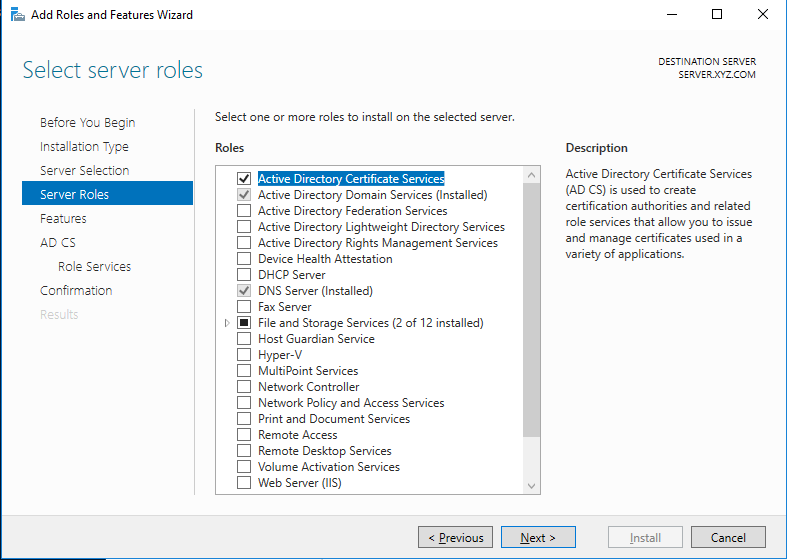 Add Roles and Features Wizard
Select server roles
DESTINATION SERVER
SERVER.XYZ.COM
Before You Begin
Installation Type
Server Selection
Server Roles
Features
AD CS
Role Services
Confirmation
Results
Select one or more roles to install on the selected server.
Roles
Active Directory Certificate Services
Active Directory Domain Services (Installed)
Active Directory Federation Services
Active Directory Lightweight Directory Services
Active Directory Rights Management Services
Device Health Attestation
DHCP Server
DNS Server (Installed)
Fax Server
File and Storage Services (2 of 12 installed)
Host Guardian Service
Hyper-V
MultiPoint Services
Network Controller
Network Policy and Access Services
Print and Document Services
Remote Access
Remote Desktop Services
Volume Activation Services
Web Server (IIS)
Description
Active Directory Certificate Services
(AD CS) is used to create
certification authorities and related
role services that allow you to issue
and manage certificates used in a
variety of applications.
< Previous
Next >
Install
Cancel